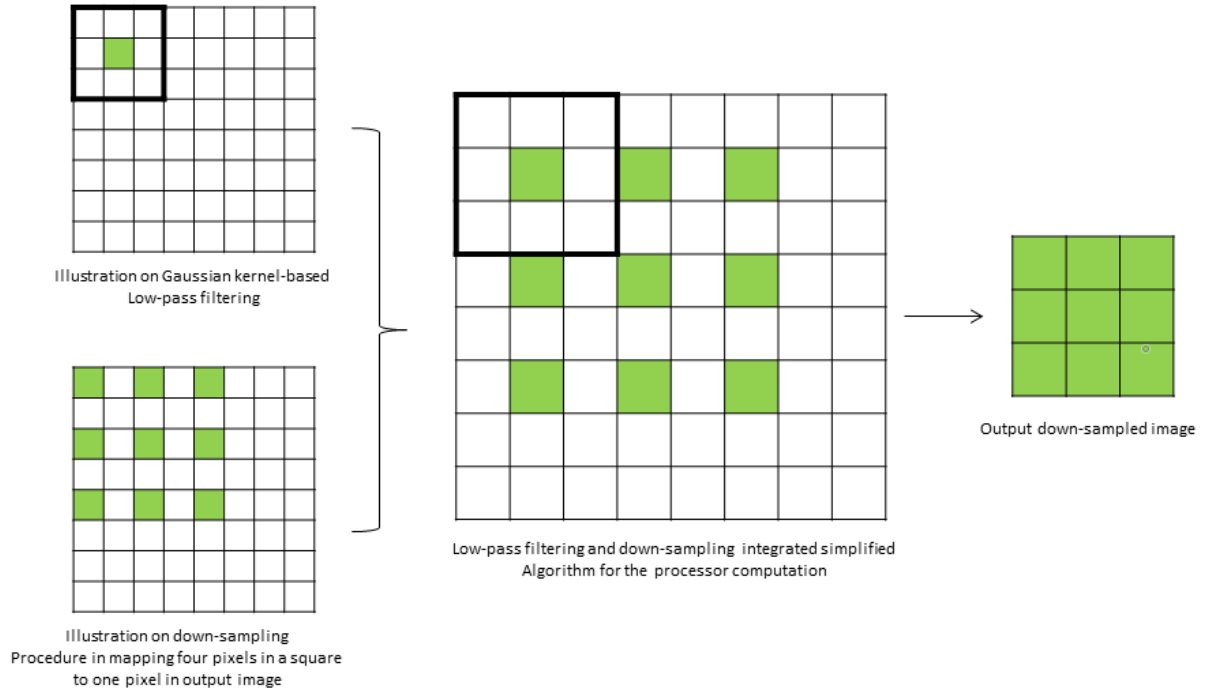 Illustration on Gaussian kernel-based
Low-pass filtering
Illustration on down-sampling
Procedure in mapping four pixels in a square
to one pixel in output image
Low-pass filtering and down-sampling integrated simplified
Algorithm for the processor computation
Output down-sampled image